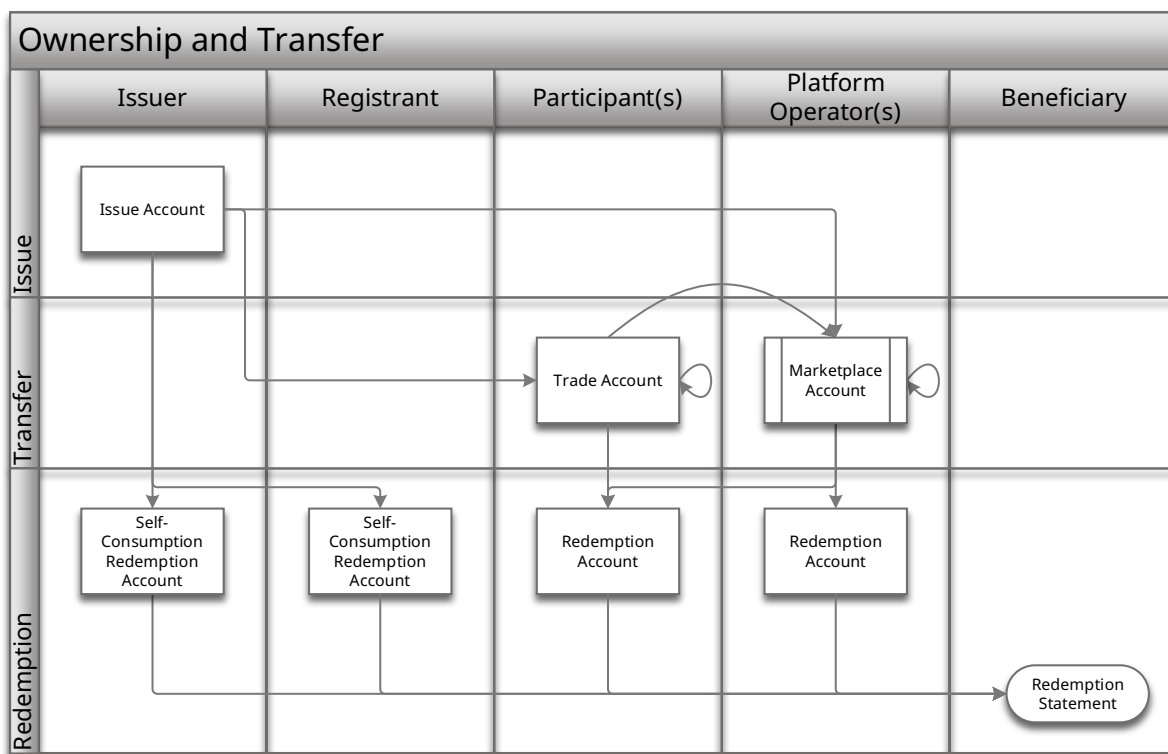 Ownership and Transfer
Issuer
Registrant
Participant(s)
Platform
Operator(s)
Beneficiary
Issue
Issue Account
Transfer
Trade Account
Marketplace
Account
Redemption
Self-
Consumption
Redemption
Account
Self-
Consumption
Redemption
Account
Redemption
Account
Redemption
Account
Redemption
Statement